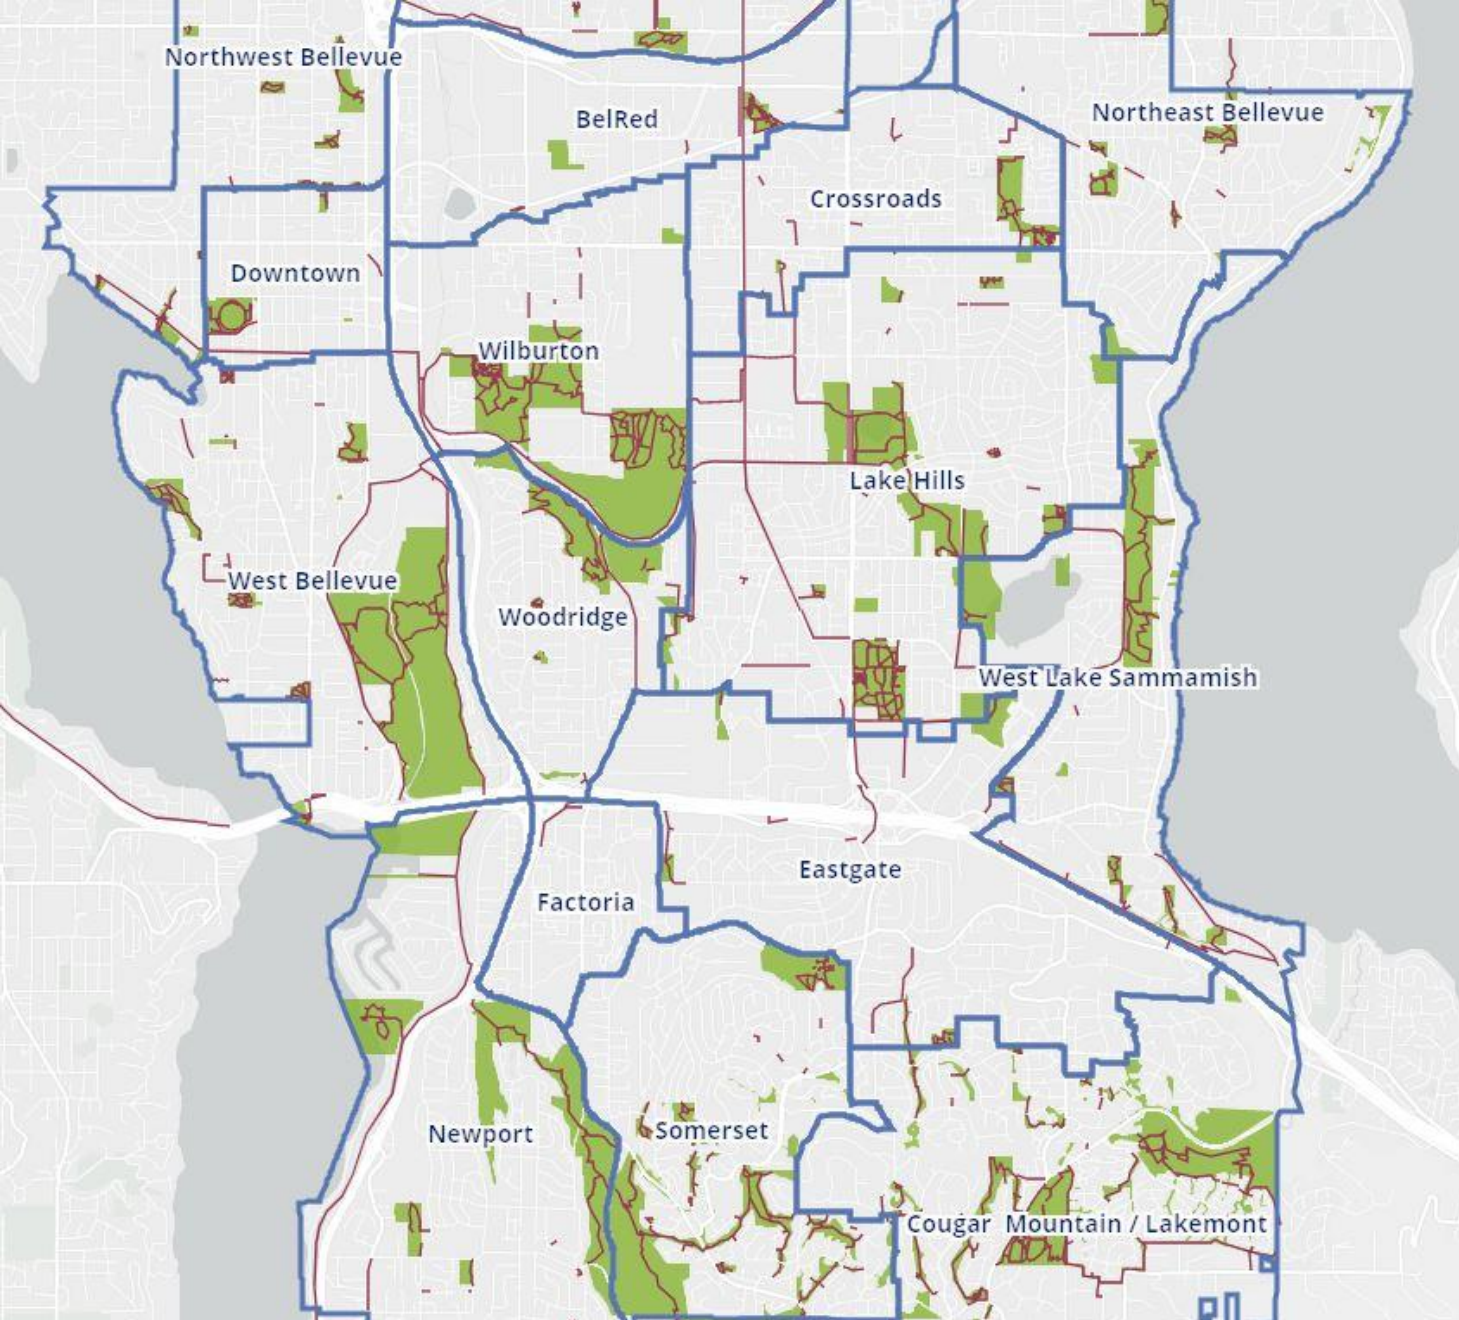 Northwest Bellevue
BelRed
Northeast Bellevue
Crossroads
Downtown
Wilburton
Lake Hills
West Bellevue
Woodridge
West Lake Sammamish
Eastgate
Factoria
Newport
Somerset
Cougar Mountain / Lakemont